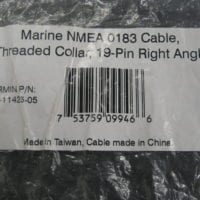 Marine NMEA 0183 Cable,
Threaded Collar, 19-Pin Right Angl
RMIN P/N:
-11425-05
7 53759 09946 6
Made in Taiwan, Cable made in China